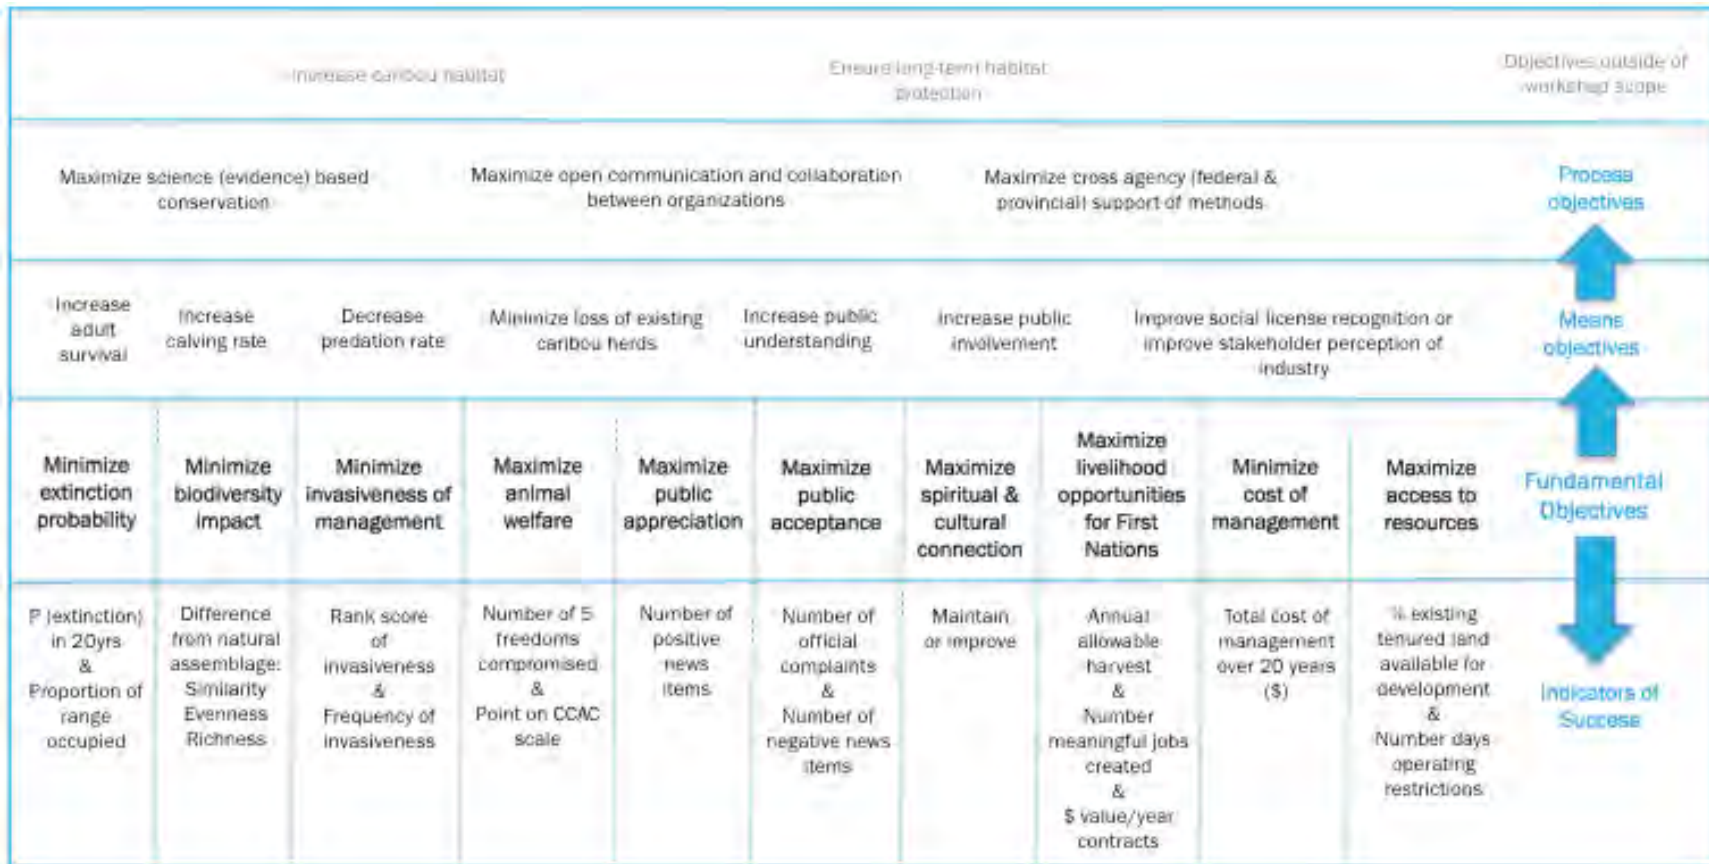 Increase caribou habitat
Ensure long-term habitat
protection
Objectives outside of
workshop scope
Maximize science (evidence) based
conservation
Maximize open communication and collaboration
between organizations
Maximize cross agency (federal &
provincial) support of methods
Process
objectives
Increase
adult
survival
Increase
calving rate
Decrease
predation rate
Minimize loss of existing
caribou herds
Increase public
understanding
Increase public
involvement
Improve social license recognition or
improve stakeholder perception of
industry
Means
objectives
Minimize
extinction
probability
Minimize
biodiversity
impact
Minimize
invasiveness of
management
Maximize
animal
welfare
Maximize
public
appreciation
Maximize
public
acceptance
Maximize
spiritual &
cultural
connection
Maximize
livelihood
opportunities
for First
Nations
Minimize
cost of
management
Maximize
access to
resources
Fundamental
Objectives
P (extinction)
in 20yrs
&
Proportion of
range
occupied
Difference
from natural
assemblage:
Similarity
Evenness
Richness
Rank score
of
invasiveness
&
Frequency of
invasiveness
Number of 5
freedoms
compromised
&
Point on CCAC
scale
Number of
positive
news
items
Number of
official
complaints
&
Number of
negative news
items
Maintain
or improve
Annual
allowable
harvest
&
Number
meaningful jobs
created
&
$ value/year
contracts
Total cost of
management
over 20 years
($)
% existing
tenured land
available for
development
&
Number days
operating
restrictions
Indicators of
Success